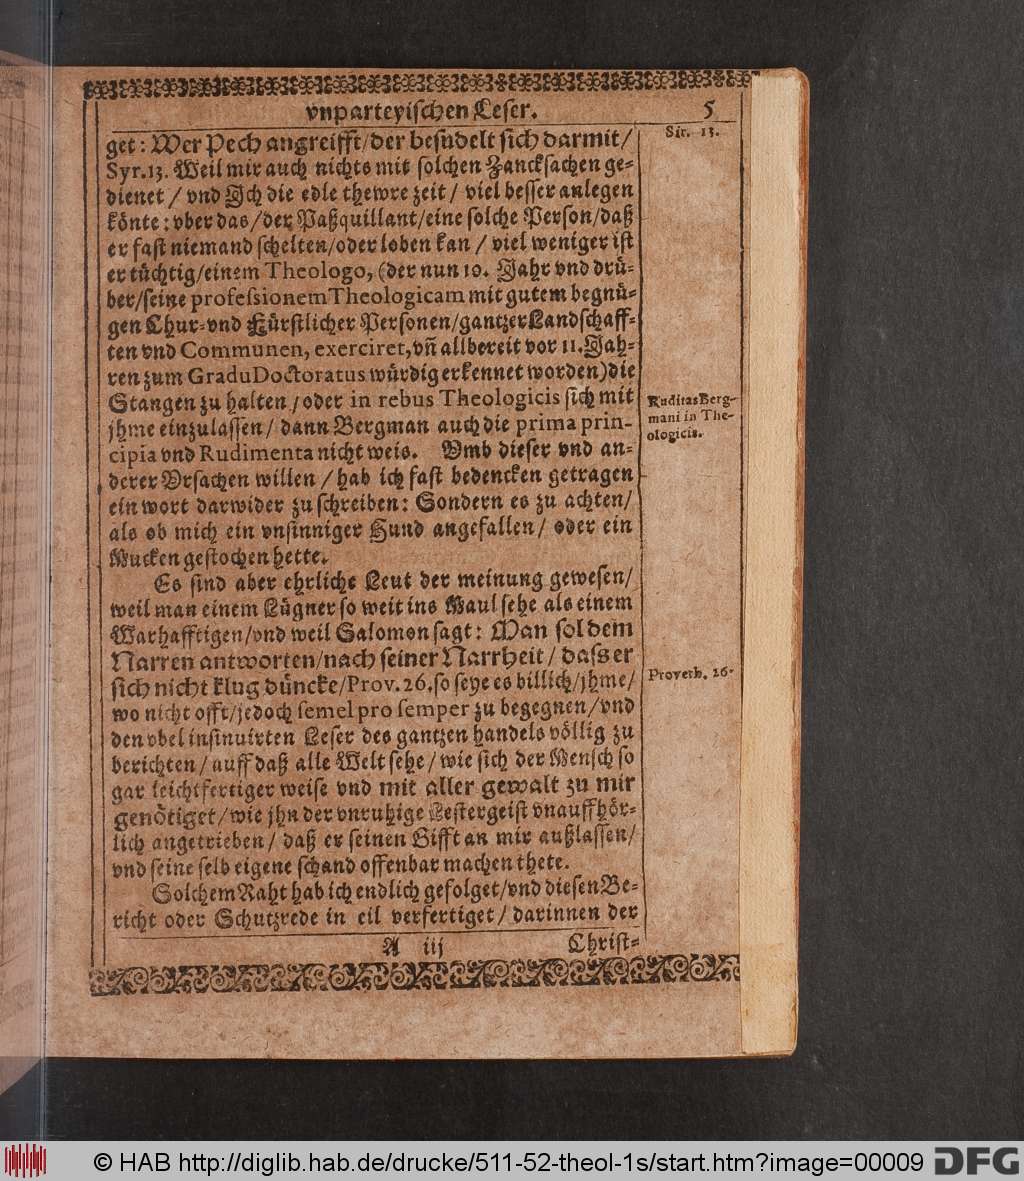 vnparteyischen Leser. 5
get: Wer Pech angreifft/der besudelt sich darmit/
Sir. 13.
Syr.13. Weil mir auch nichts mit solchen Zancksachen ge-
dienet / vnd Ich die edle thewre zeit / viel besser anlegen
könte: vber das/der Paßquillant/eine solche Person/daß
er fast niemand schelten/oder loben kan / viel weniger ist
er tüchtig/einem Theologo, (der nun 10. Jahr vnd drü-
ber/seine professionem Theologicam mit gutem begnü-
gen Chur-vnd Fürstlicher Personen/gantzer Landschaff-
ten vnd Communen, exerciret, vñ allbereit vor 11. Jah-
ren zum Gradu Doctoratus würdig erkennet worden) die
Stangen zu halten / oder in rebus Theologicis sich mit
jhme einzulassen / dann Bergman auch die prima prin-
cipia vnd Rudimenta nicht weis. Vmb dieser vnd an-
Ruditas Berg-
mani in The-
ologicis.
derer Vrsachen willen / hab ich fast bedencken getragen
ein wort darwider zu schreiben: Sondern es zu achten/
als ob mich ein vnsinniger Hund angefallen / oder ein
Mucken gestochen hette.
Es sind aber ehrliche Leut der meinung gewesen/
weil man einem Lügner so weit ins Maul sehe als einem
Warhafftigen/vnd weil Salomon sagt: Man sol dem
Narren antworten/nach seiner Narrheit / dass er
sich nicht klug düncke/Prov. 26. so seye es billich/jhme/
Proverb. 26.
wo nicht offt/jedoch semel pro semper zu begegnen/vnd
den vbel insinuirten Leser des gantzen handels völlig zu
berichten / auff daß alle Welt sehe / wie sich der Mensch so
gar leichtfertiger weise vnd mit aller gewalt zu mir
genötiget / wie jhn der vnruhige Lestergeist vnauffhör-
lich angetrieben / daß er seinen Gifft an mir außlassen/
vnd seine selb eigene schand offenbar machen thete.
Solchem Raht hab ich endlich gefolget/vnd diesen Be-
richt oder Schutzrede in eil verfertiget / darinnen der
A iij Christ-
© HAB http://diglib.hab.de/drucke/511-52-theol-1s/start.htm?image=00009 DFG